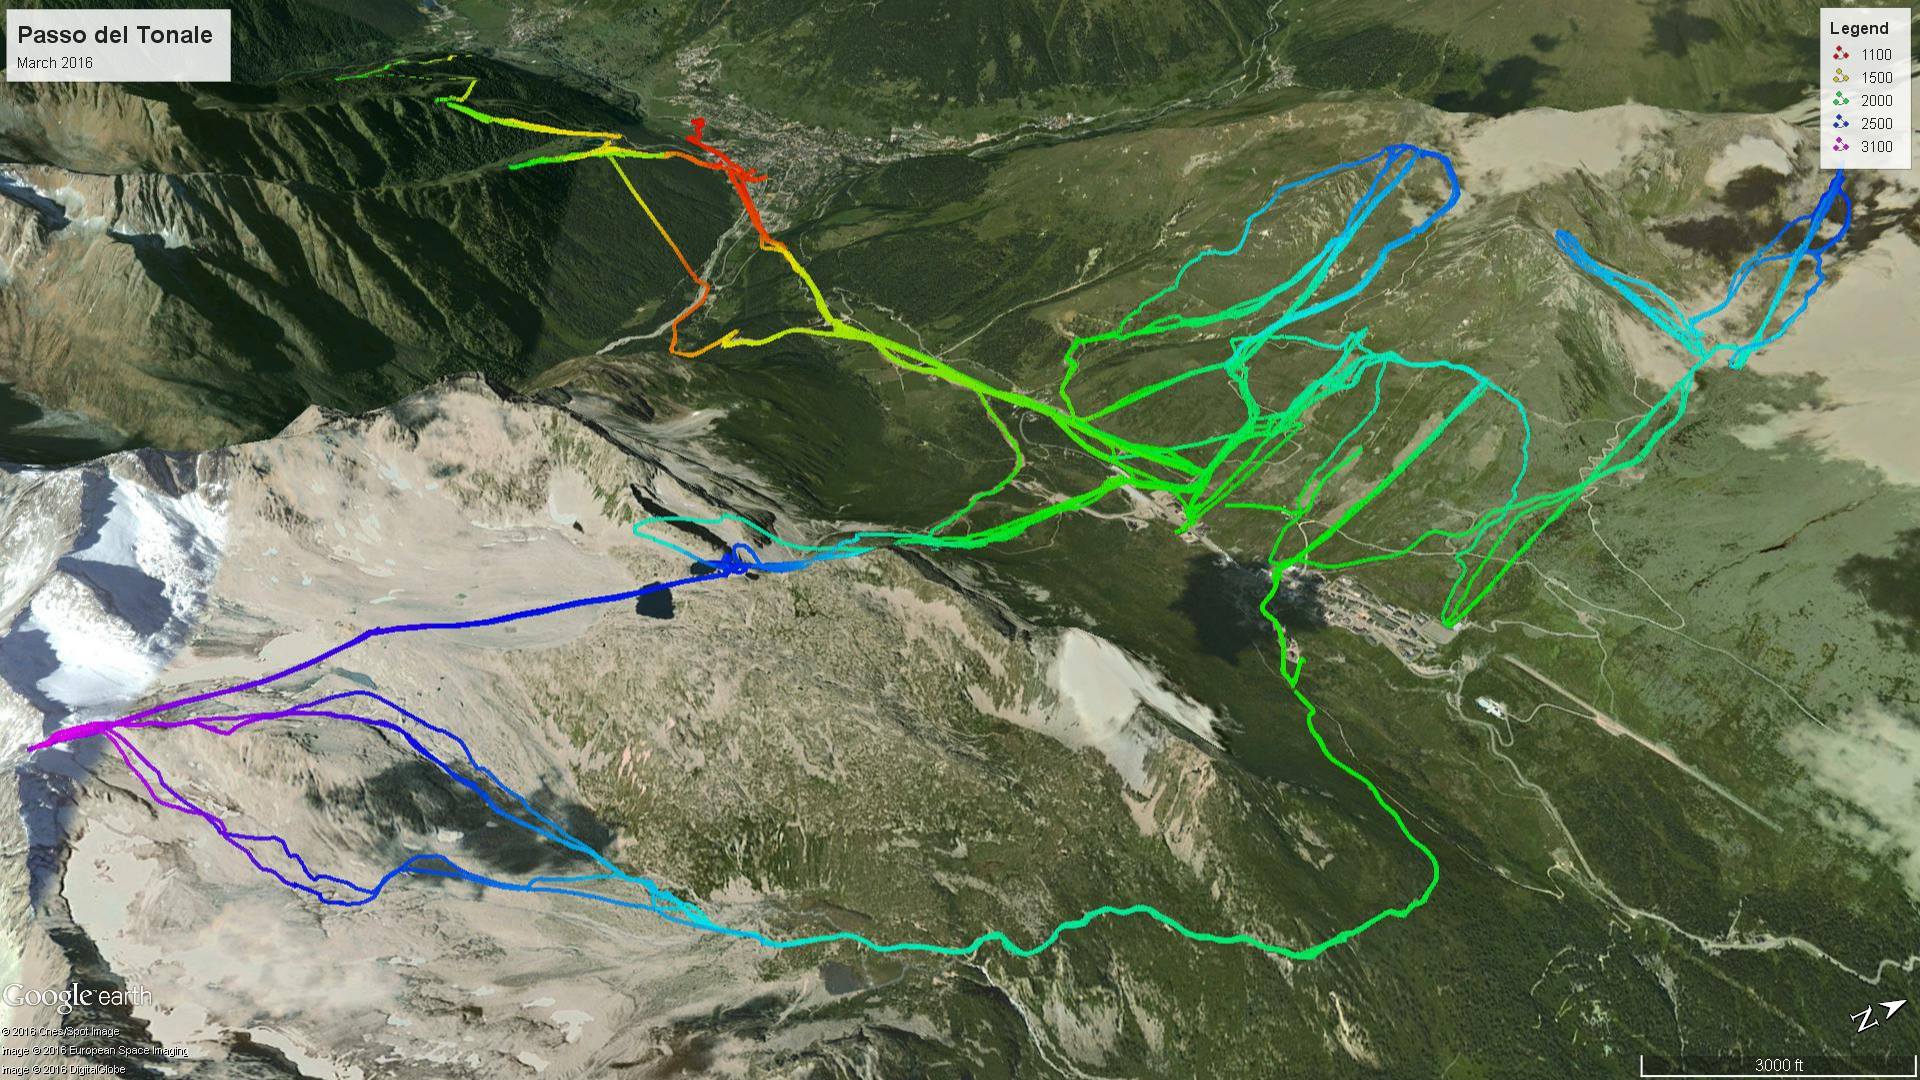 Passo del Tonale
March 2016
Legend
1100
1500
2000
2500
3100
Google earth
© 2016 Cnes/Spot Image
Image © 2016 European Space Imaging
Image © 2016 DigitalGlobe
N
3000 ft